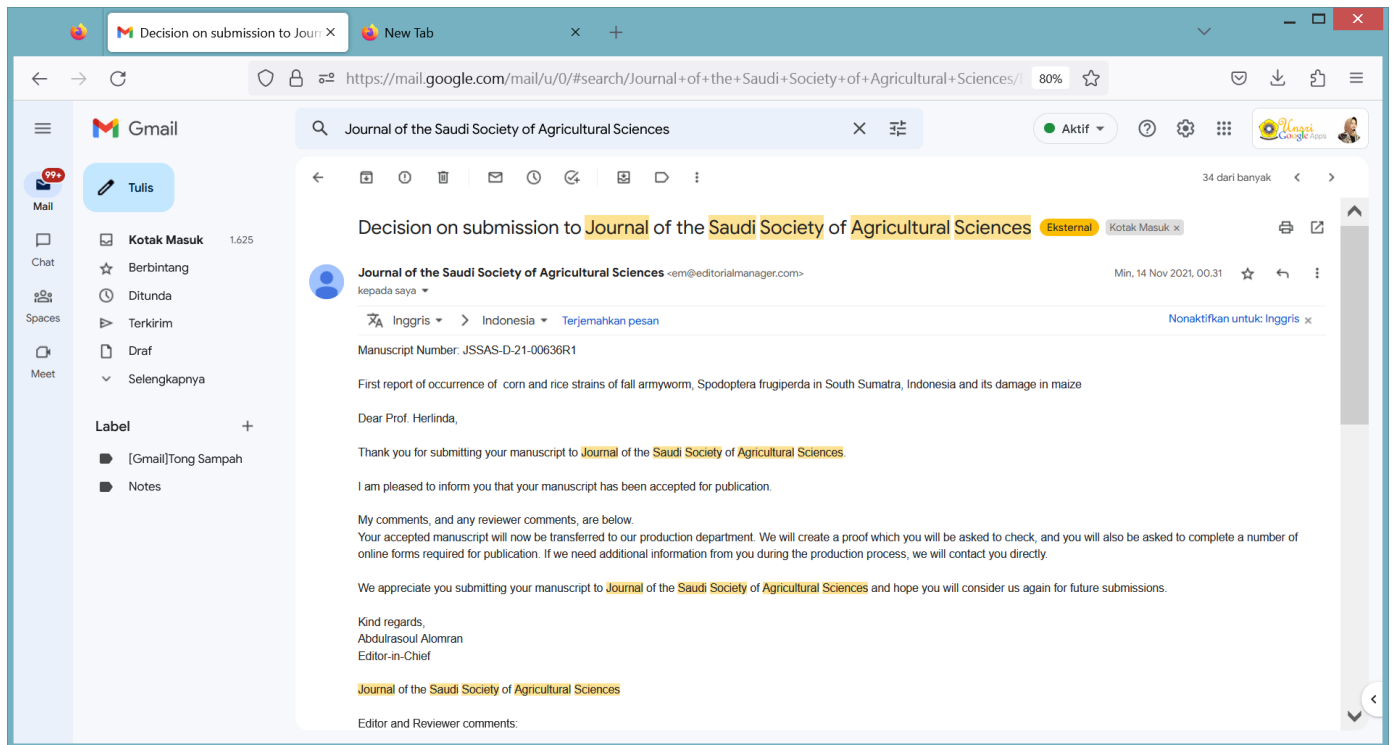 Decision on submission to Journ
New Tab
https://mail.google.com/mail/u/0/#search/Journal+of+the+Saudi+Society+of+Agricultural+Sciences/
80%
Gmail
Journal of the Saudi Society of Agricultural Sciences
Aktif
Unsri
Google Apps
99+
Mail
Chat
Spaces
Meet
Tulis
Kotak Masuk 1.625
Berbintang
Ditunda
Terkirim
Draf
Selengkapnya
Label
[Gmail]Tong Sampah
Notes
34 dari banyak
Decision on submission to Journal of the Saudi Society of Agricultural Sciences Eksternal Kotak Masuk ×
Journal of the Saudi Society of Agricultural Sciences <em@editorialmanager.com> Min, 14 Nov 2021, 00.31
kepada saya
Inggris Indonesia Terjemahkan pesan Nonaktifkan untuk: Inggris ×
Manuscript Number: JSSAS-D-21-00636R1
First report of occurrence of corn and rice strains of fall armyworm, Spodoptera frugiperda in South Sumatra, Indonesia and its damage in maize
Dear Prof. Herlinda,
Thank you for submitting your manuscript to Journal of the Saudi Society of Agricultural Sciences.
I am pleased to inform you that your manuscript has been accepted for publication.
My comments, and any reviewer comments, are below.
Your accepted manuscript will now be transferred to our production department. We will create a proof which you will be asked to check, and you will also be asked to complete a number of
online forms required for publication. If we need additional information from you during the production process, we will contact you directly.
We appreciate you submitting your manuscript to Journal of the Saudi Society of Agricultural Sciences and hope you will consider us again for future submissions.
Kind regards,
Abdulrasoul Alomran
Editor-in-Chief
Journal of the Saudi Society of Agricultural Sciences
Editor and Reviewer comments: